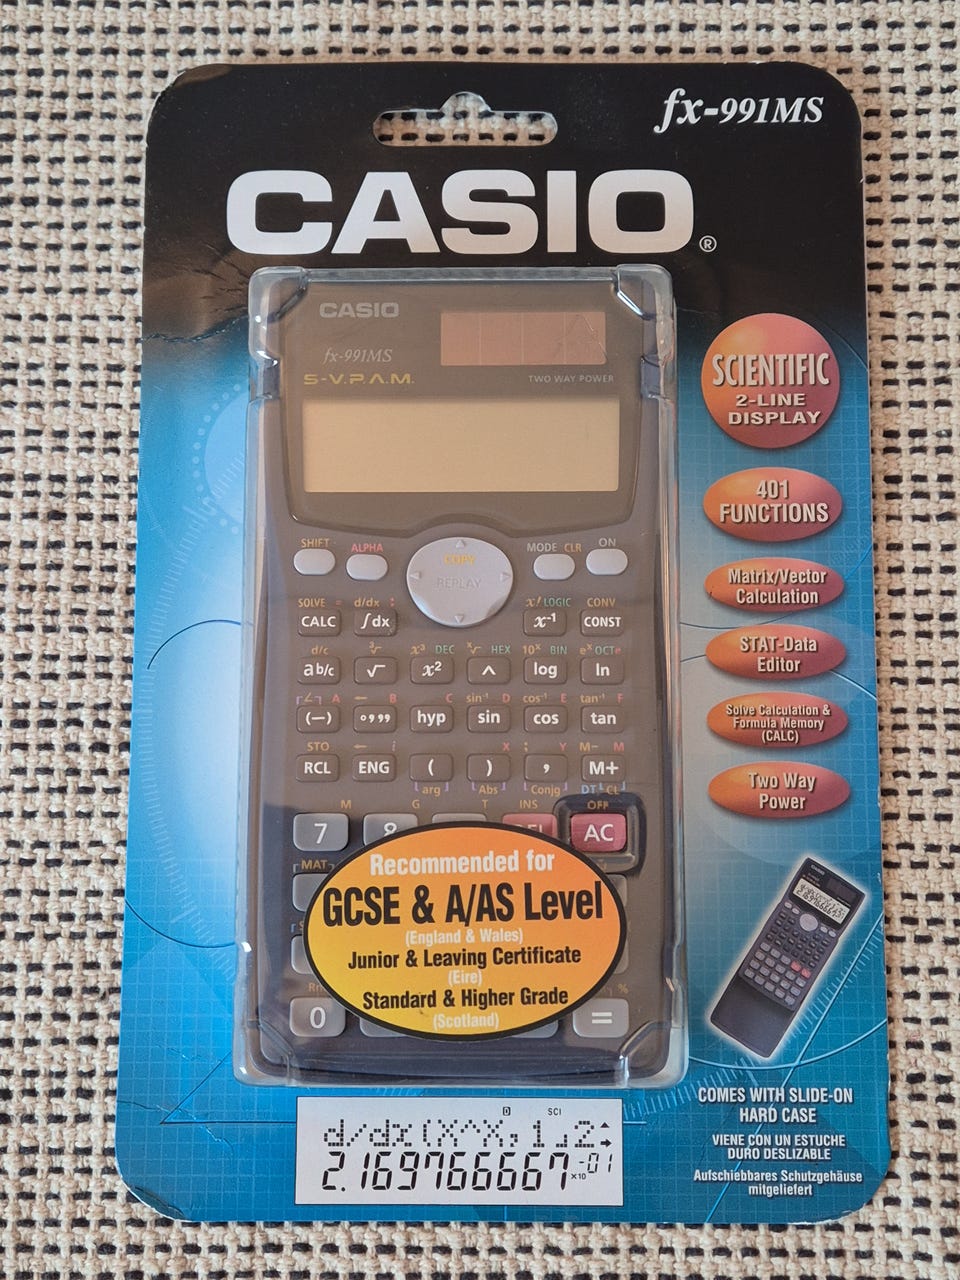 fx-991MS
CASIO®
CASIO
fx-991MS
S-V.P.A.M.
TWO WAY POWER
SHIFT ALPHA MODE CLR ON
COPY
REPLAY
SOLVE = d/dx : x! LOGIC CONV
CALC ∫dx x⁻¹ CONST
d/c ³√ x³ DEC ˣ√ HEX 10ˣ BIN eˣ OCT e
a b/c √ x² ^ log ln
∠ A ← B C sin⁻¹ D cos⁻¹ E tan⁻¹ F
(−) °,,, hyp sin cos tan
STO ← i X ; Y M− M
RCL ENG ( ) , M+
arg Abs Conjg DT CL
M G T INS OFF
7 8 AC
MAT
0 =
%
Recommended for
GCSE & A/AS Level
(England & Wales)
Junior & Leaving Certificate
(Eire)
Standard & Higher Grade
(Scotland)
SCIENTIFIC
2-LINE
DISPLAY
401
FUNCTIONS
Matrix/Vector
Calculation
STAT-Data
Editor
Solve Calculation &
Formula Memory
(CALC)
Two Way
Power
COMES WITH SLIDE-ON
HARD CASE
VIENE CON UN ESTUCHE
DURO DESLIZABLE
Aufschiebbares Schutzgehäuse
mitgeliefert
D SCI
d/dx(X^X,1⌟2
2.169766667×10⁻⁰¹